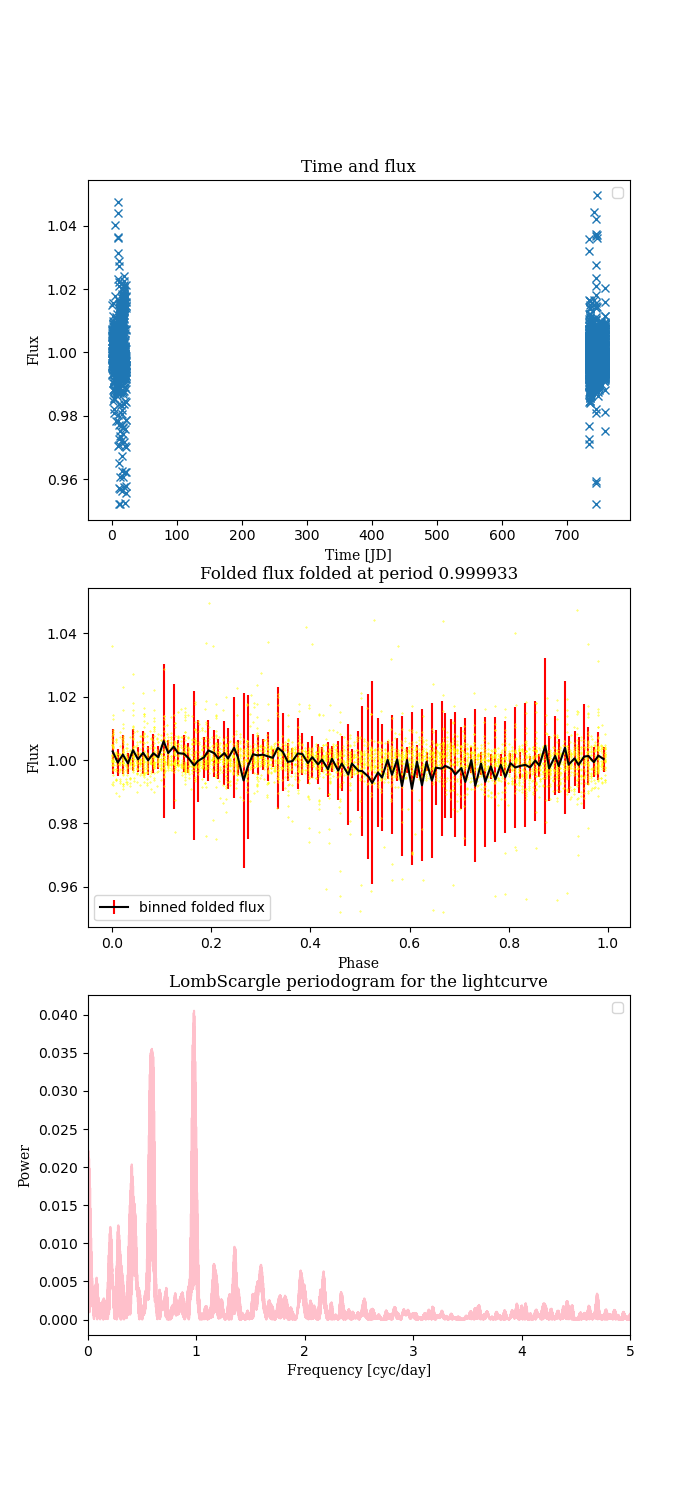 Time and flux
1.04
1.02
1.00
0.98
0.96
Flux
0 100 200 300 400 500 600 700
Time [JD]
Folded flux folded at period 0.999933
1.04
1.02
1.00
0.98
0.96
Flux
binned folded flux
0.0 0.2 0.4 0.6 0.8 1.0
Phase
LombScargle periodogram for the lightcurve
0.040
0.035
0.030
0.025
0.020
0.015
0.010
0.005
0.000
Power
0 1 2 3 4 5
Frequency [cyc/day]